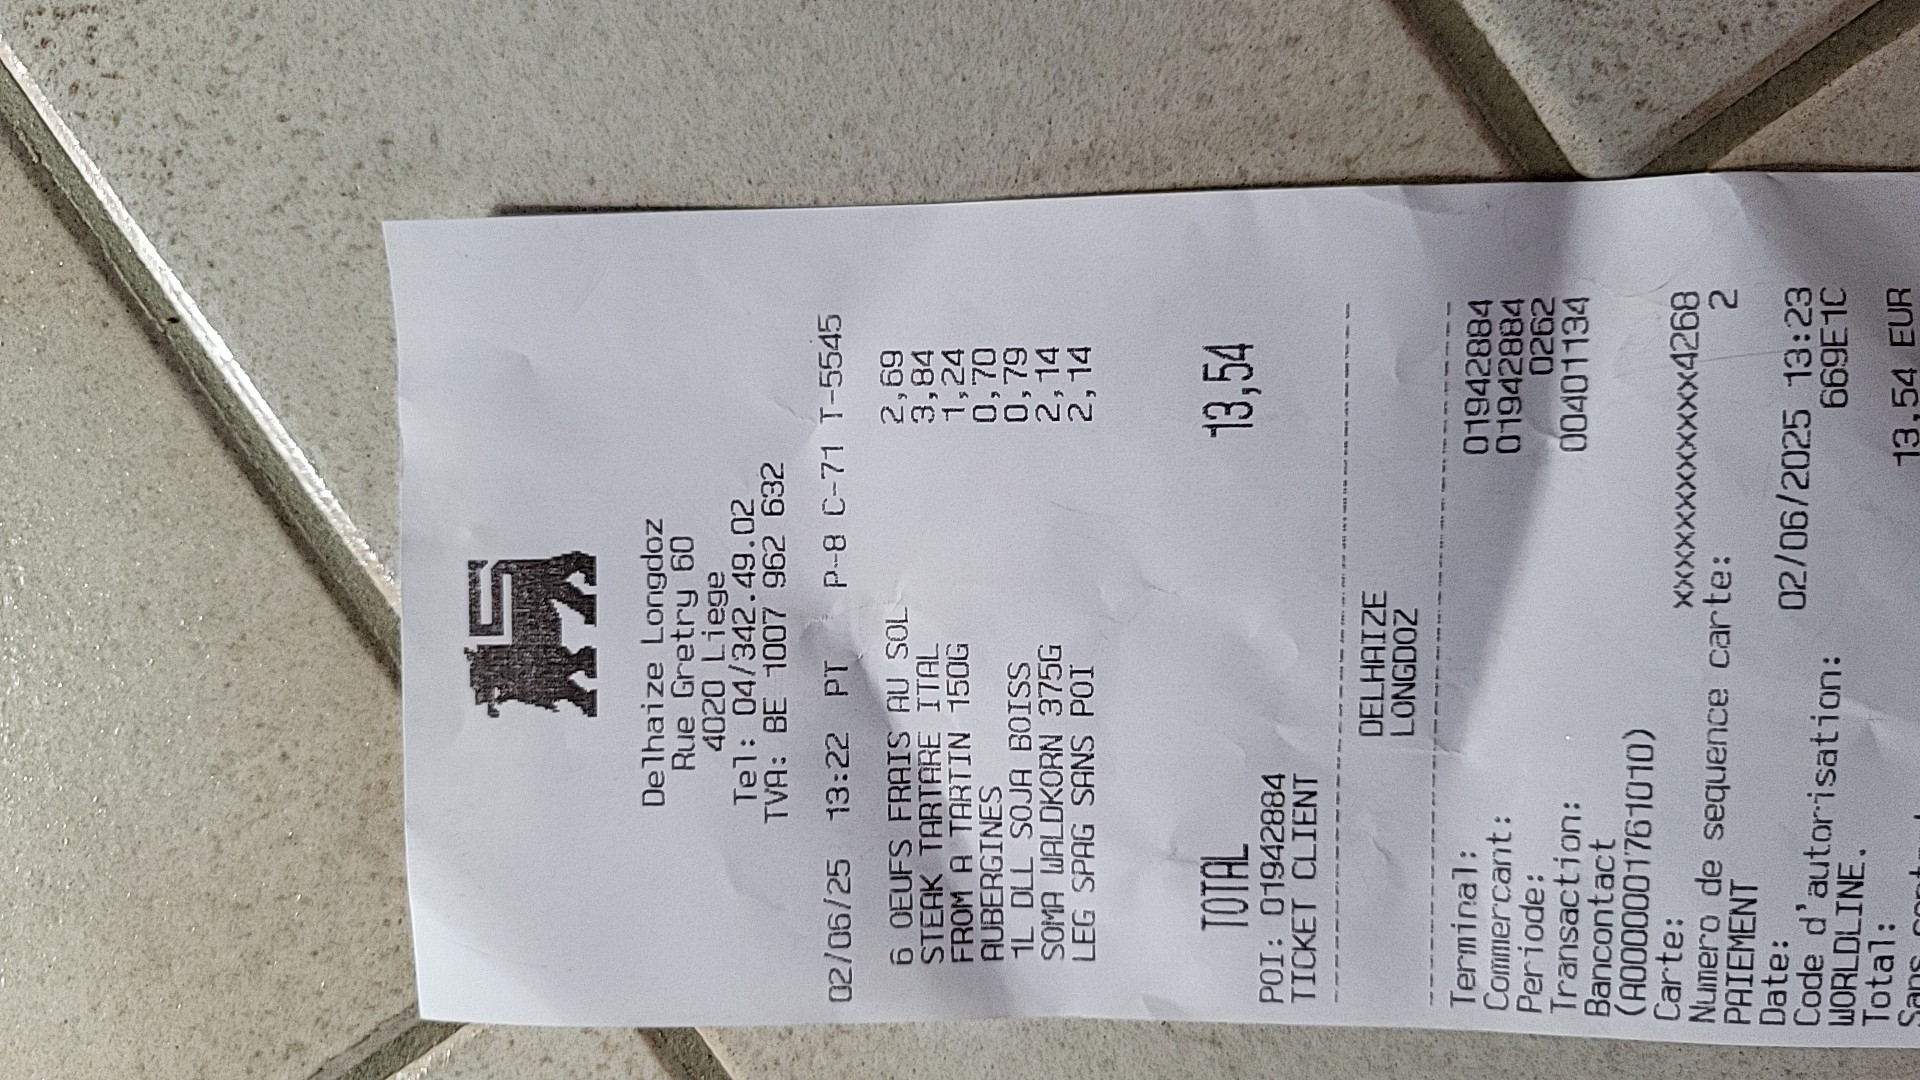 Delhaize Longdoz
Rue Gretry 60
4020 Liege
Tel: 04/342.49.02
TVA: BE 1007 962 632
02/06/25 13:22 PT P-8 C-71 T-5545
6 OEUFS FRAIS AU SOL 2,69
STEAK TARTARE ITAL 3,84
FROM A TARTIN 150G 1,24
AUBERGINES 0,70
1L DLL SOJA BOISS 0,79
SOMA WALDKORN 375G 2,14
LEG SPAG SANS POI 2,14
TOTAL 13,54
POI: 01942884
TICKET CLIENT
DELHAIZE
LONGDOZ
Terminal: 01942884
Commercant: 01942884
Periode: 0262
Transaction: 00401134
Bancontact
(A000001761010)
Carte: xxxxxxxxxxxxx4268
Numero de sequence carte: 2
PAIEMENT
Date: 02/06/2025 13:23
Code d'autorisation: 669E1C
WORLDLINE.
Total: 13,54 EUR
Sans